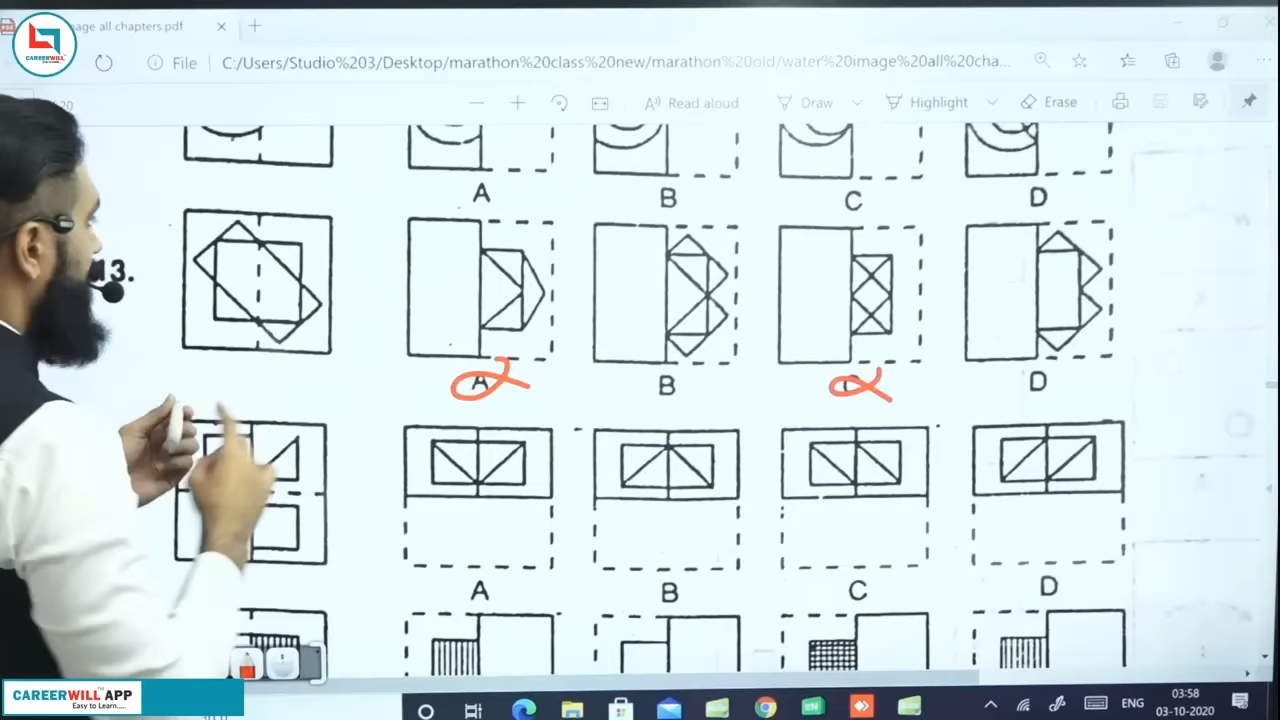 age all chapters.pdf
CAREERWILL
File
C:/Users/Studio%203/Desktop/marathon%20class%20new/marathon%20old/water%20image%20all%20cha...
20
Read aloud
Draw
Highlight
Erase
A
B
C
D
13.
A
B
D
A
B
C
D
CAREERWILL APP
Easy to Learn.....
ENG
03:58
03-10-2020